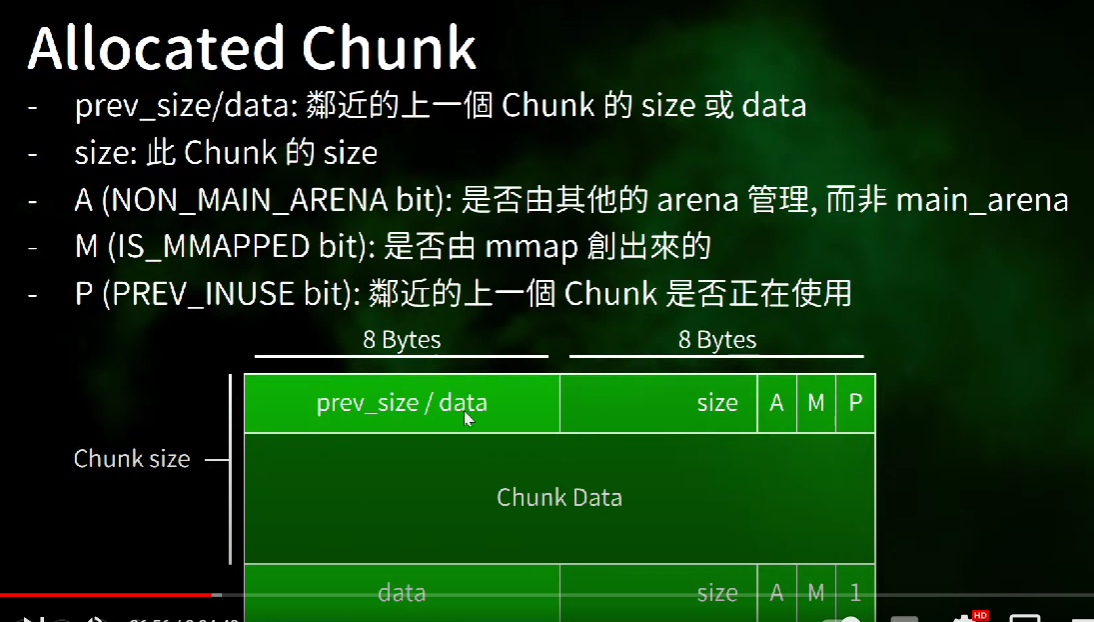 Allocated Chunk
- prev_size/data: 鄰近的上一個 Chunk 的 size 或 data
- size: 此 Chunk 的 size
- A (NON_MAIN_ARENA bit): 是否由其他的 arena 管理, 而非 main_arena
- M (IS_MMAPPED bit): 是否由 mmap 創出來的
- P (PREV_INUSE bit): 鄰近的上一個 Chunk 是否正在使用
8 Bytes 8 Bytes
prev_size / data size A M P
Chunk size
Chunk Data
data size A M 1
HD